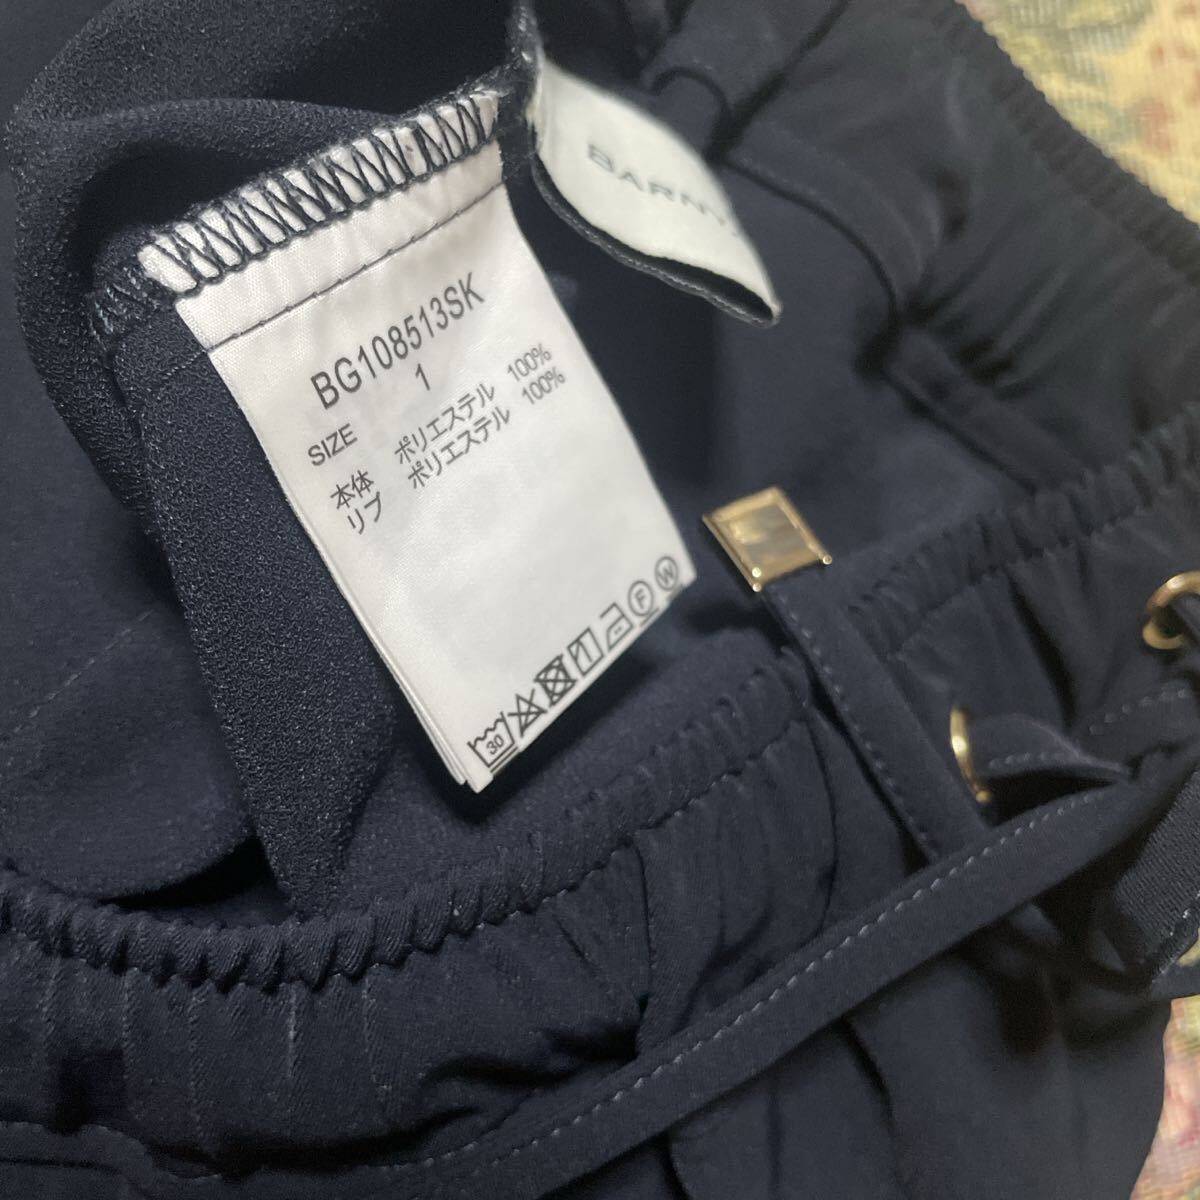 BARNY
BG108513SK
SIZE 1
本体 ポリエステル 100%
リブ ポリエステル 100%
30 F W